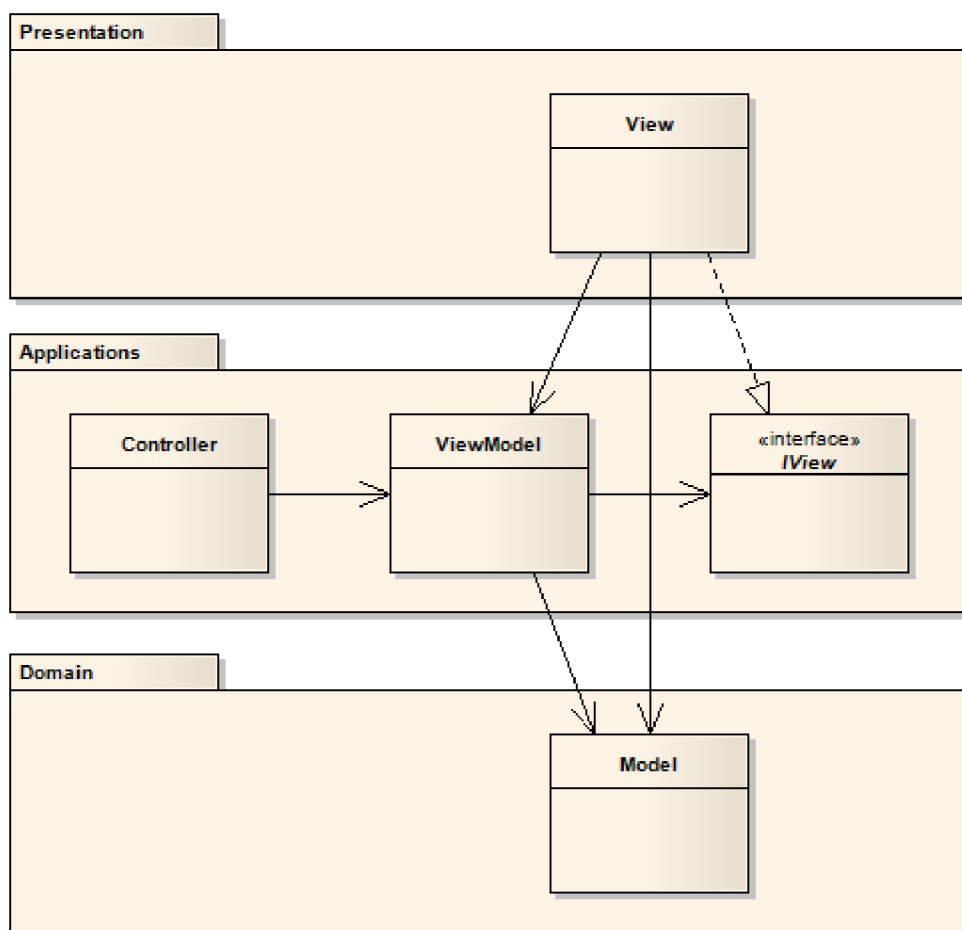 Presentation
View
Applications
Controller
ViewModel
«interface»
IView
Domain
Model